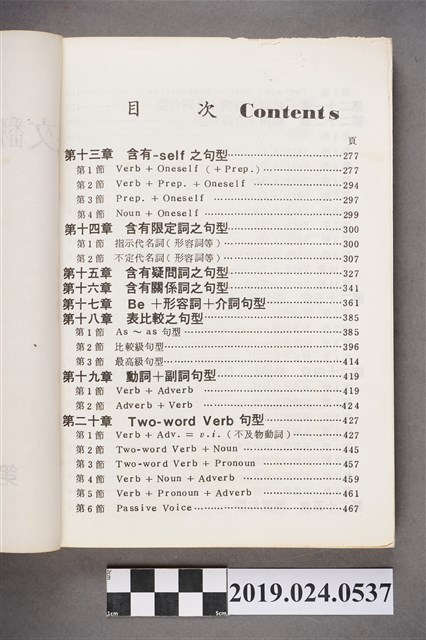 目 次 Contents
頁
第十三章 含有-self 之句型 277
第1節 Verb + Oneself (+ Prep.) 277
第2節 Verb + Prep. + Oneself 294
第3節 Prep. + Oneself 297
第4節 Noun + Oneself 299
第十四章 含有限定詞之句型 300
第1節 指示代名詞(形容詞等) 300
第2節 不定代名詞(形容詞等) 307
第十五章 含有疑問詞之句型 327
第十六章 含有關係詞之句型 341
第十七章 Be+形容詞+介詞句型 361
第十八章 表比較之句型 385
第1節 As ~ as 句型 385
第2節 比較級句型 396
第3節 最高級句型 414
第十九章 動詞+副詞句型 419
第1節 Verb + Adverb 419
第2節 Adverb + Verb 424
第二十章 Two-word Verb 句型 427
第1節 Verb + Adv. = v.i.(不及物動詞) 427
第2節 Two-word Verb + Noun 445
第3節 Two-word Verb + Pronoun 457
第4節 Verb + Noun + Adverb 459
第5節 Verb + Pronoun + Adverb 461
第6節 Passive Voice 467
2cm
1cm
5cm
2019.024.0537